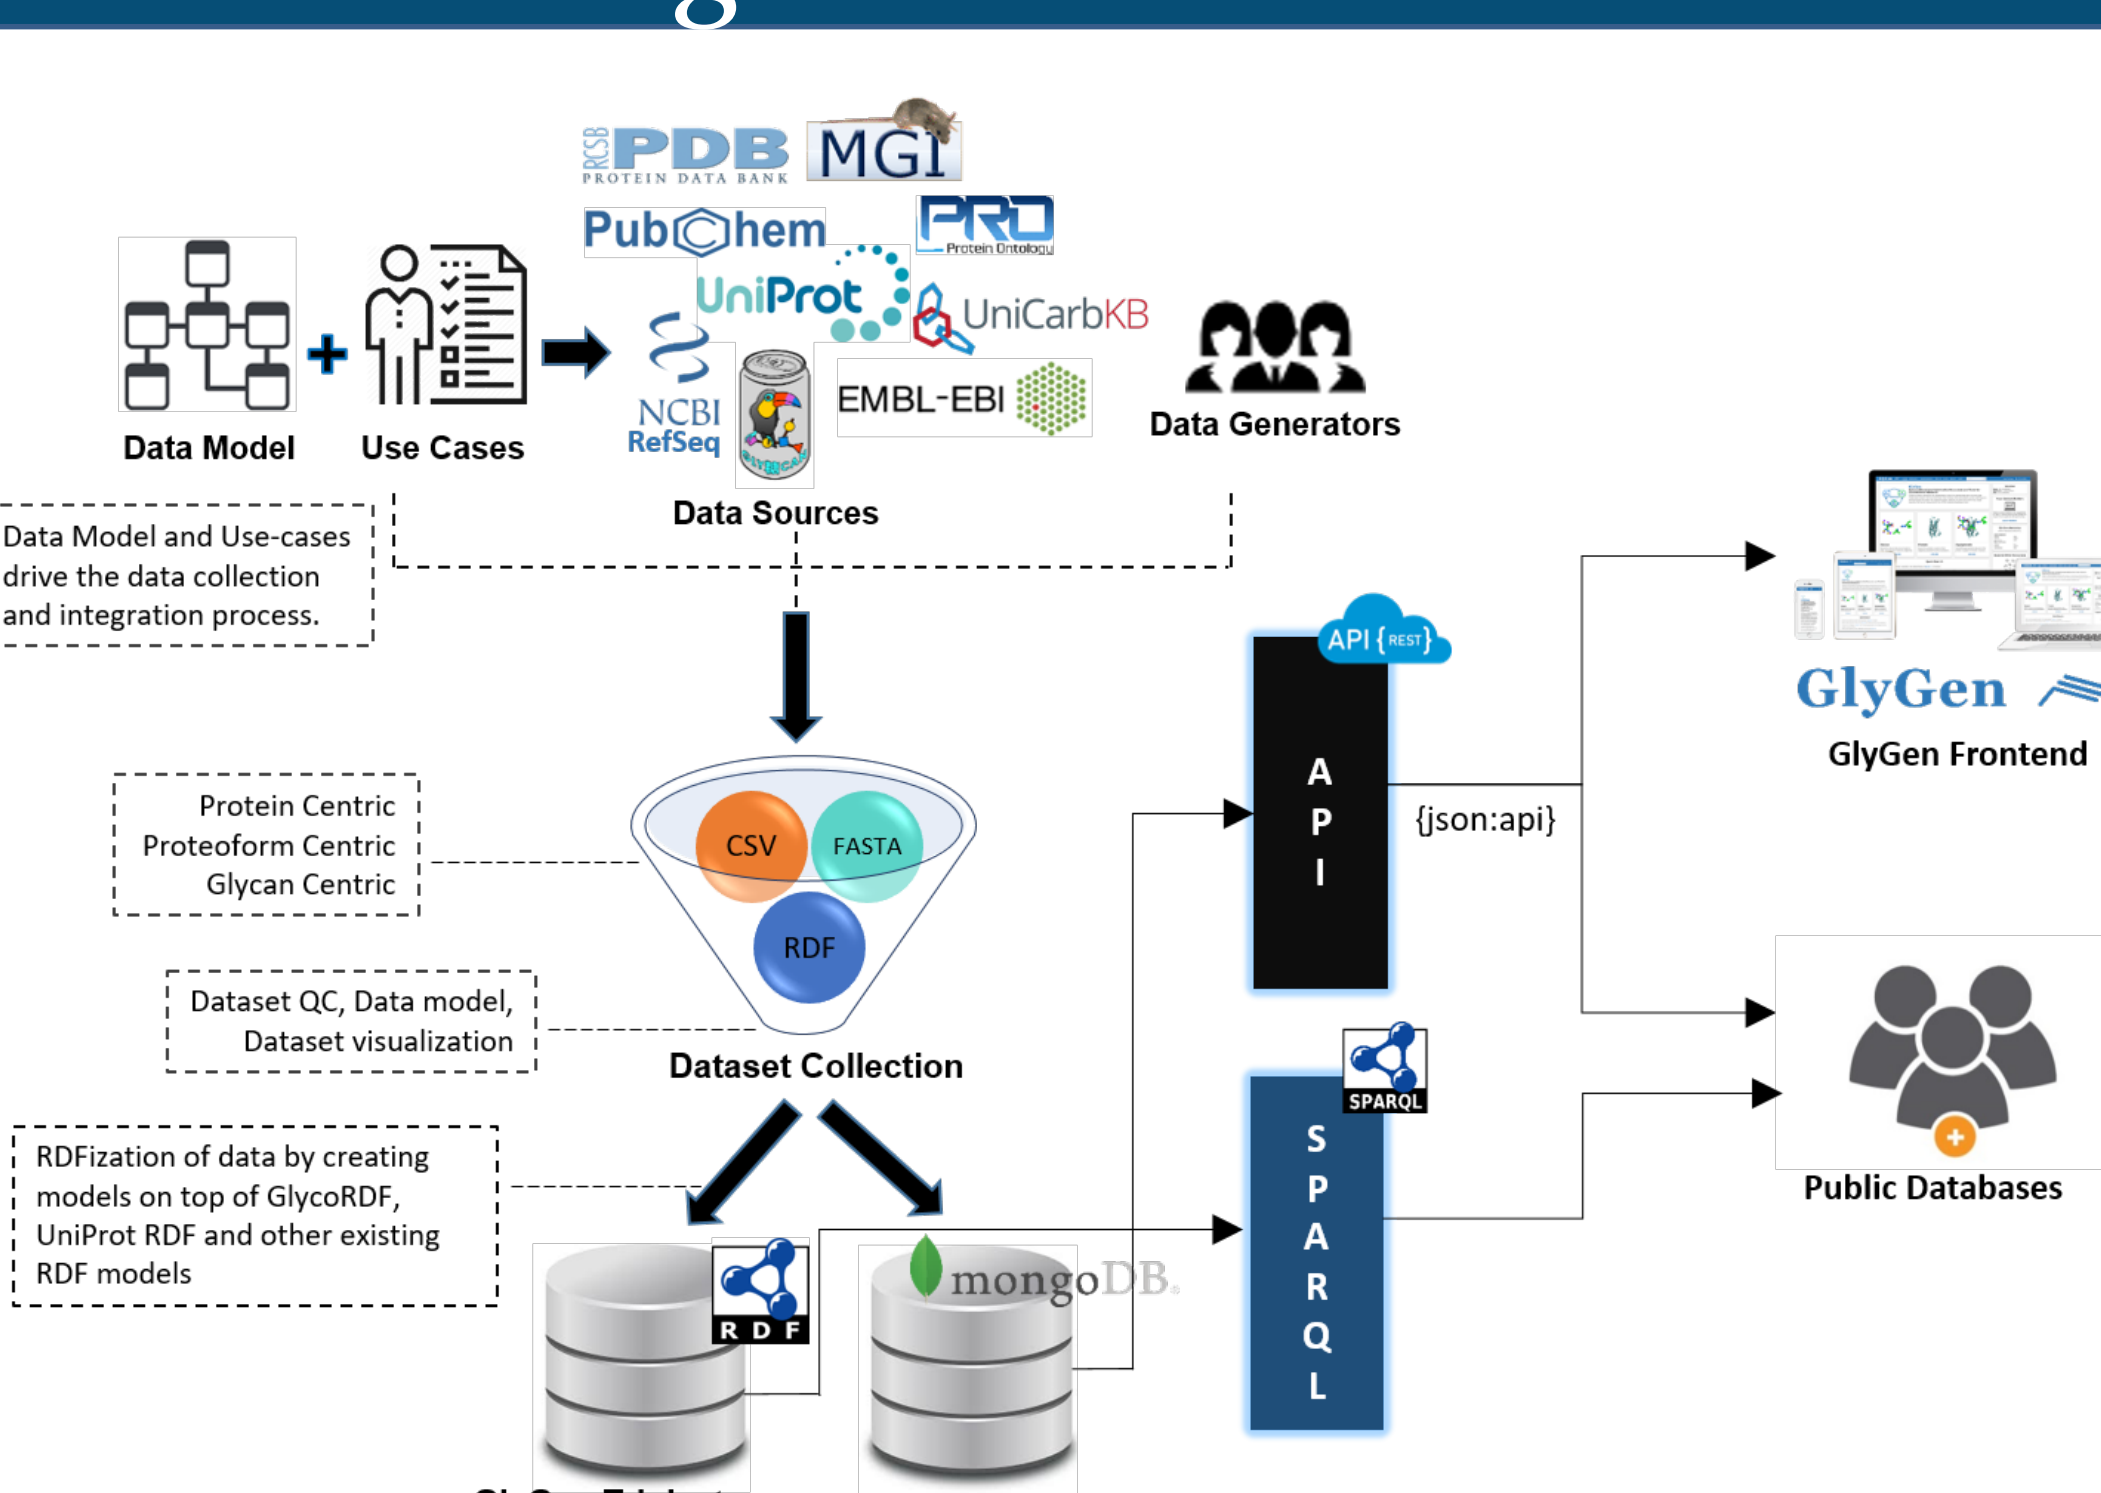 RCSB
PDB
PROTEIN DATA BANK
MGI
PubChem
PRO
Protein Ontology
UniProt
UniCarbKB
NCBI
RefSeq
EMBL-EBI
Data Model
Use Cases
Data Sources
Data Generators
Data Model and Use-cases
drive the data collection
and integration process.
API {REST}
A
P
I
{json:api}
GlyGen
GlyGen Frontend
Protein Centric
Proteoform Centric
Glycan Centric
CSV
FASTA
RDF
Dataset QC, Data model,
Dataset visualization
Dataset Collection
RDFization of data by creating
models on top of GlycoRDF,
UniProt RDF and other existing
RDF models
RDF
mongoDB
SPARQL
S
P
A
R
Q
L
Public Databases